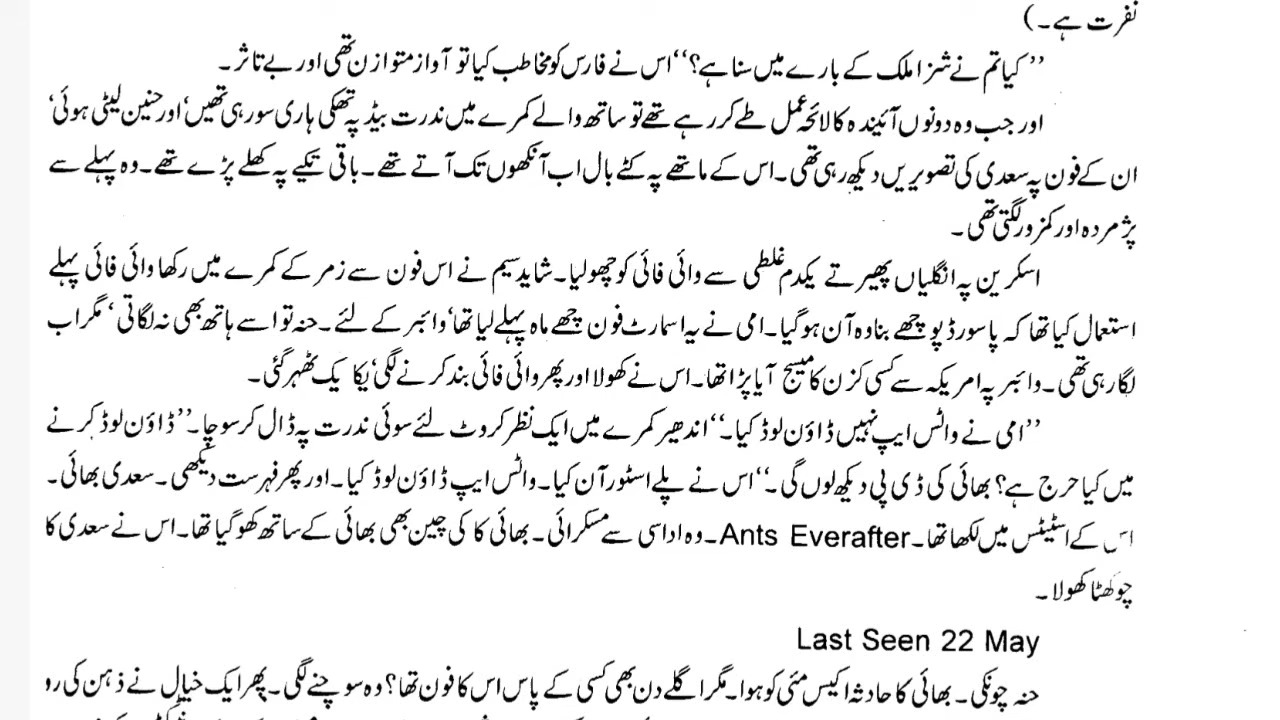 نفرت ہے۔)
’’کیا تم نے شزا ملک کے بارے میں سنا ہے؟‘‘ اس نے فارس کو مخاطب کیا تو آواز متوازن تھی اور بے تاثر۔
اور جب وہ دونوں آئیندہ کا لائحہ عمل طے کر رہے تھے تو ساتھ والے کمرے میں ندرت بیڈ پہ تھکی ہاری سو رہی تھیں‘ اور حنین لیٹی ہوئی‘
ان کے فون پہ سعدی کی تصویریں دیکھ رہی تھی۔ اس کے ماتھے پہ کٹے بال اب آنکھوں تک آتے تھے۔ باقی تکیے پہ کھلے پڑے تھے۔ وہ پہلے سے
پژمردہ اور کمزور لگتی تھی۔
اسکرین پہ انگلیاں پھیرتے یکدم غلطی سے وائی فائی کو چھو لیا۔ شاید سیم نے اس فون سے زمر کے کمرے میں رکھا وائی فائی پہلے
استعمال کیا تھا کہ پاسورڈ پوچھے بنا وہ آن ہو گیا۔ امی نے یہ اسمارٹ فون چھے ماہ پہلے لیا تھا‘ وائبر کے لئے۔ حنہ تو اسے ہاتھ بھی نہ لگاتی‘ مگر اب
لگا رہی تھی۔ وائبر پہ امریکہ سے کسی کزن کا میسج آیا پڑا تھا۔ اس نے کھولا اور پھر وائی فائی بند کرنے لگی‘ یکا یک ٹھہر گئی۔
’’امی نے واٹس ایپ نہیں ڈاؤن لوڈ کیا۔‘‘ اندھیر کمرے میں ایک نظر کروٹ لئے سوئی ندرت پہ ڈال کر سوچا۔ ’’ڈاؤن لوڈ کرنے
میں کیا حرج ہے؟ بھائی کی ڈی پی دیکھ لوں گی۔‘‘ اس نے پلے اسٹور آن کیا۔ واٹس ایپ ڈاؤن لوڈ کیا۔ اور پھر فہرست دیکھی۔ سعدی بھائی۔
اس کے اسٹیٹس میں لکھا تھا۔ Ants Everafter۔ وہ اداسی سے مسکرائی۔ بھائی کا کی چین بھی بھائی کے ساتھ کھو گیا تھا۔ اس نے سعدی کا
چوکھٹا کھولا۔
Last Seen 22 May
حنہ چونکی۔ بھائی کا حادثہ اکیس مئی کو ہوا۔ مگر اگلے دن بھی کسی کے پاس اس کا فون تھا؟ وہ سوچنے لگی۔ پھر ایک خیال نے ذہن کی رو